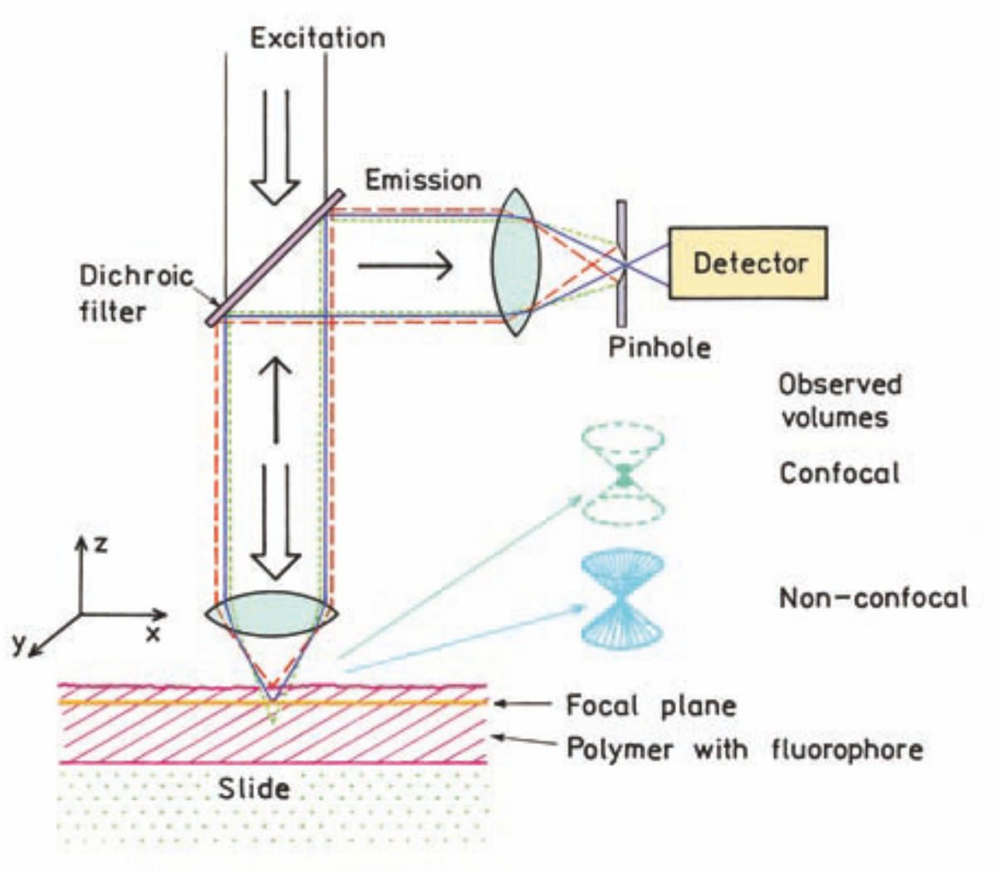 Excitation
Emission
Dichroic
filter
Detector
Pinhole
Observed
volumes
Confocal
Non-confocal
z
x
y
Focal plane
Polymer with fluorophore
Slide